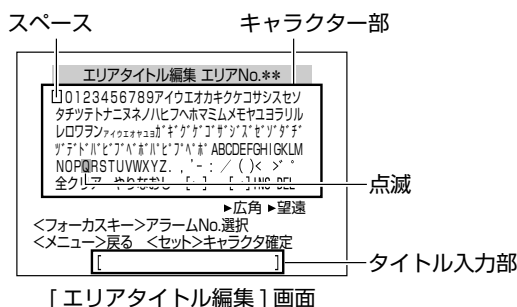 スペース
キャラクター部
エリアタイトル編集 エリアNo.**
0123456789アイウエオカキクケコサシスセソ
タチツテトナニヌネノハヒフヘホマミムメモヤユヨラリル
レロワヲンァィゥェォャュョガギグゲゴザジズゼゾダヂ
ヅデドバビブベボパピプペポABCDEFGHIGKLM
NOPQRSTUVWXYZ. , ' - : / ( )< > ゛ ゜
全クリアー やりなおし [←] [→] INS DEL
点滅
►広角 ►望遠
<フォーカスキー>アラームNo.選択
<メニュー>戻る <セット>キャラクタ確定
[ ]
タイトル入力部
[エリアタイトル編集]画面